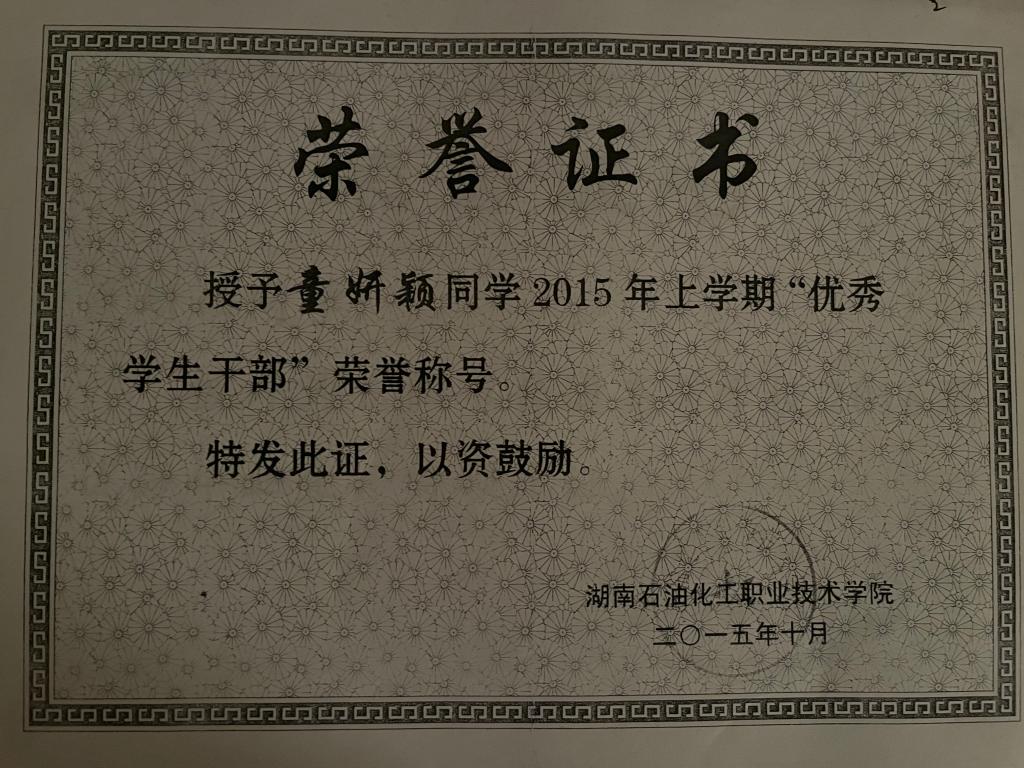 荣誉证书
授予童妍颖同学2015年上学期“优秀
学生干部”荣誉称号。
特发此证，以资鼓励。
湖南石油化工职业技术学院
二〇一五年十月